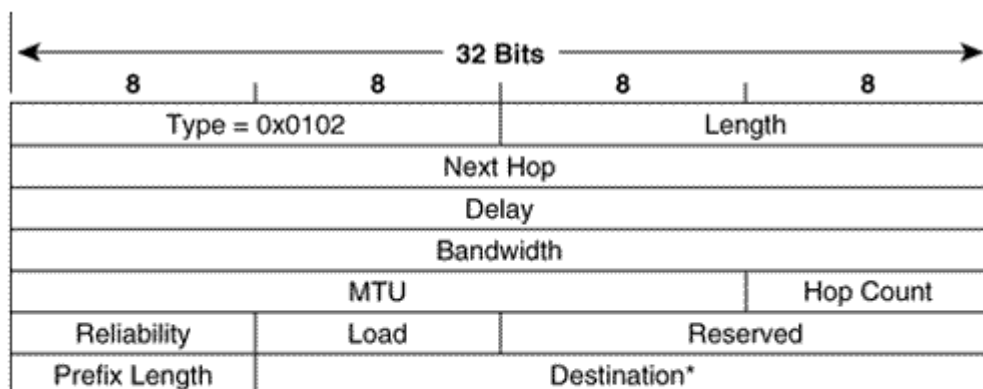 32 Bits
8 8 8 8
Type = 0x0102 Length
Next Hop
Delay
Bandwidth
MTU Hop Count
Reliability Load Reserved
Prefix Length Destination*